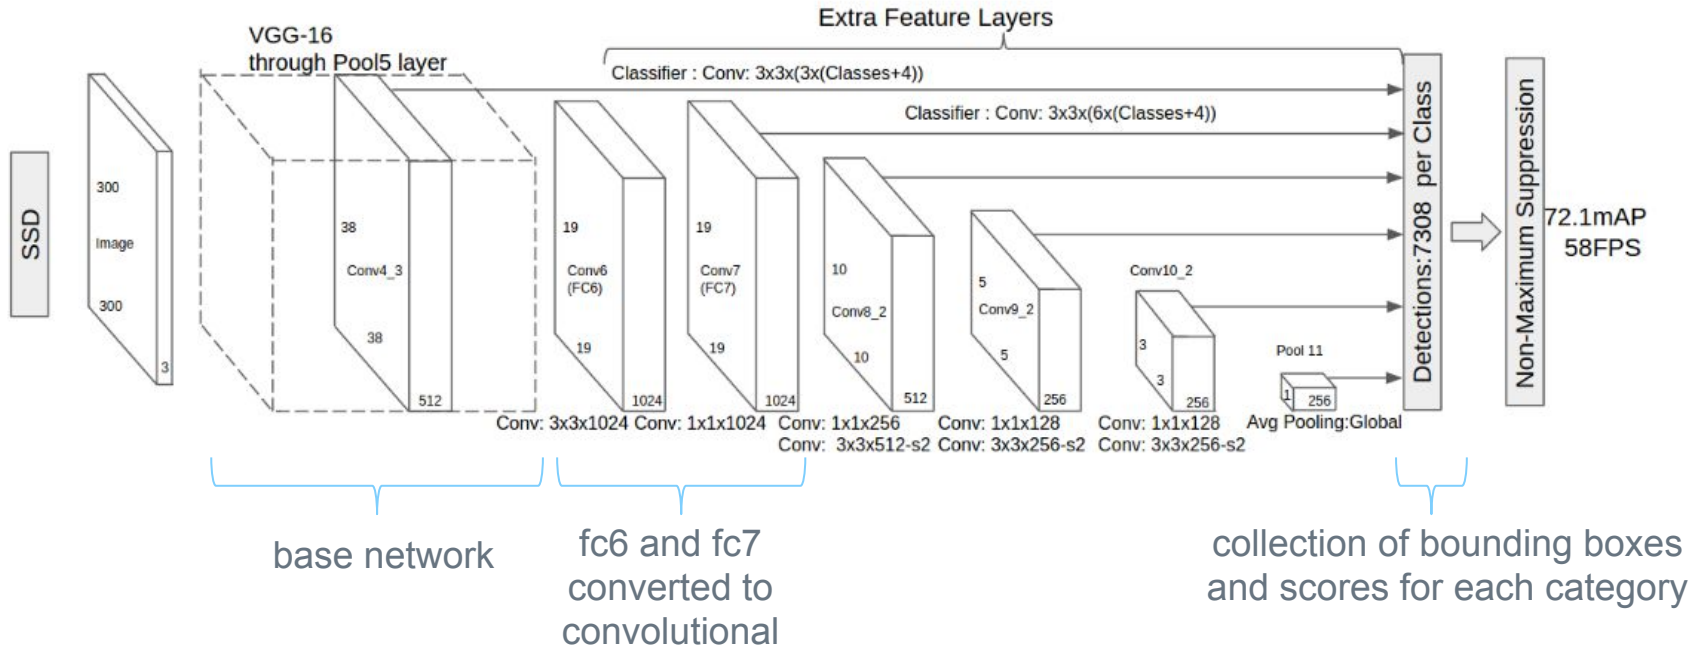 Extra Feature Layers
VGG-16
through Pool5 layer
Classifier : Conv: 3x3x(3x(Classes+4))
Classifier : Conv: 3x3x(6x(Classes+4))
SSD
300
Image
300
3
38
Conv4_3
38
512
19
Conv6
(FC6)
19
1024
19
Conv7
(FC7)
19
1024
10
Conv8_2
10
512
5
Conv9_2
5
256
Conv10_2
3
3
256
Pool 11
1
256
Detections:7308 per Class
Non-Maximum Suppression
72.1mAP
58FPS
Conv: 3x3x1024
Conv: 1x1x1024
Conv: 1x1x256
Conv: 3x3x512-s2
Conv: 1x1x128
Conv: 3x3x256-s2
Conv: 1x1x128
Conv: 3x3x256-s2
Avg Pooling:Global
base network
fc6 and fc7
converted to
convolutional
collection of bounding boxes
and scores for each category